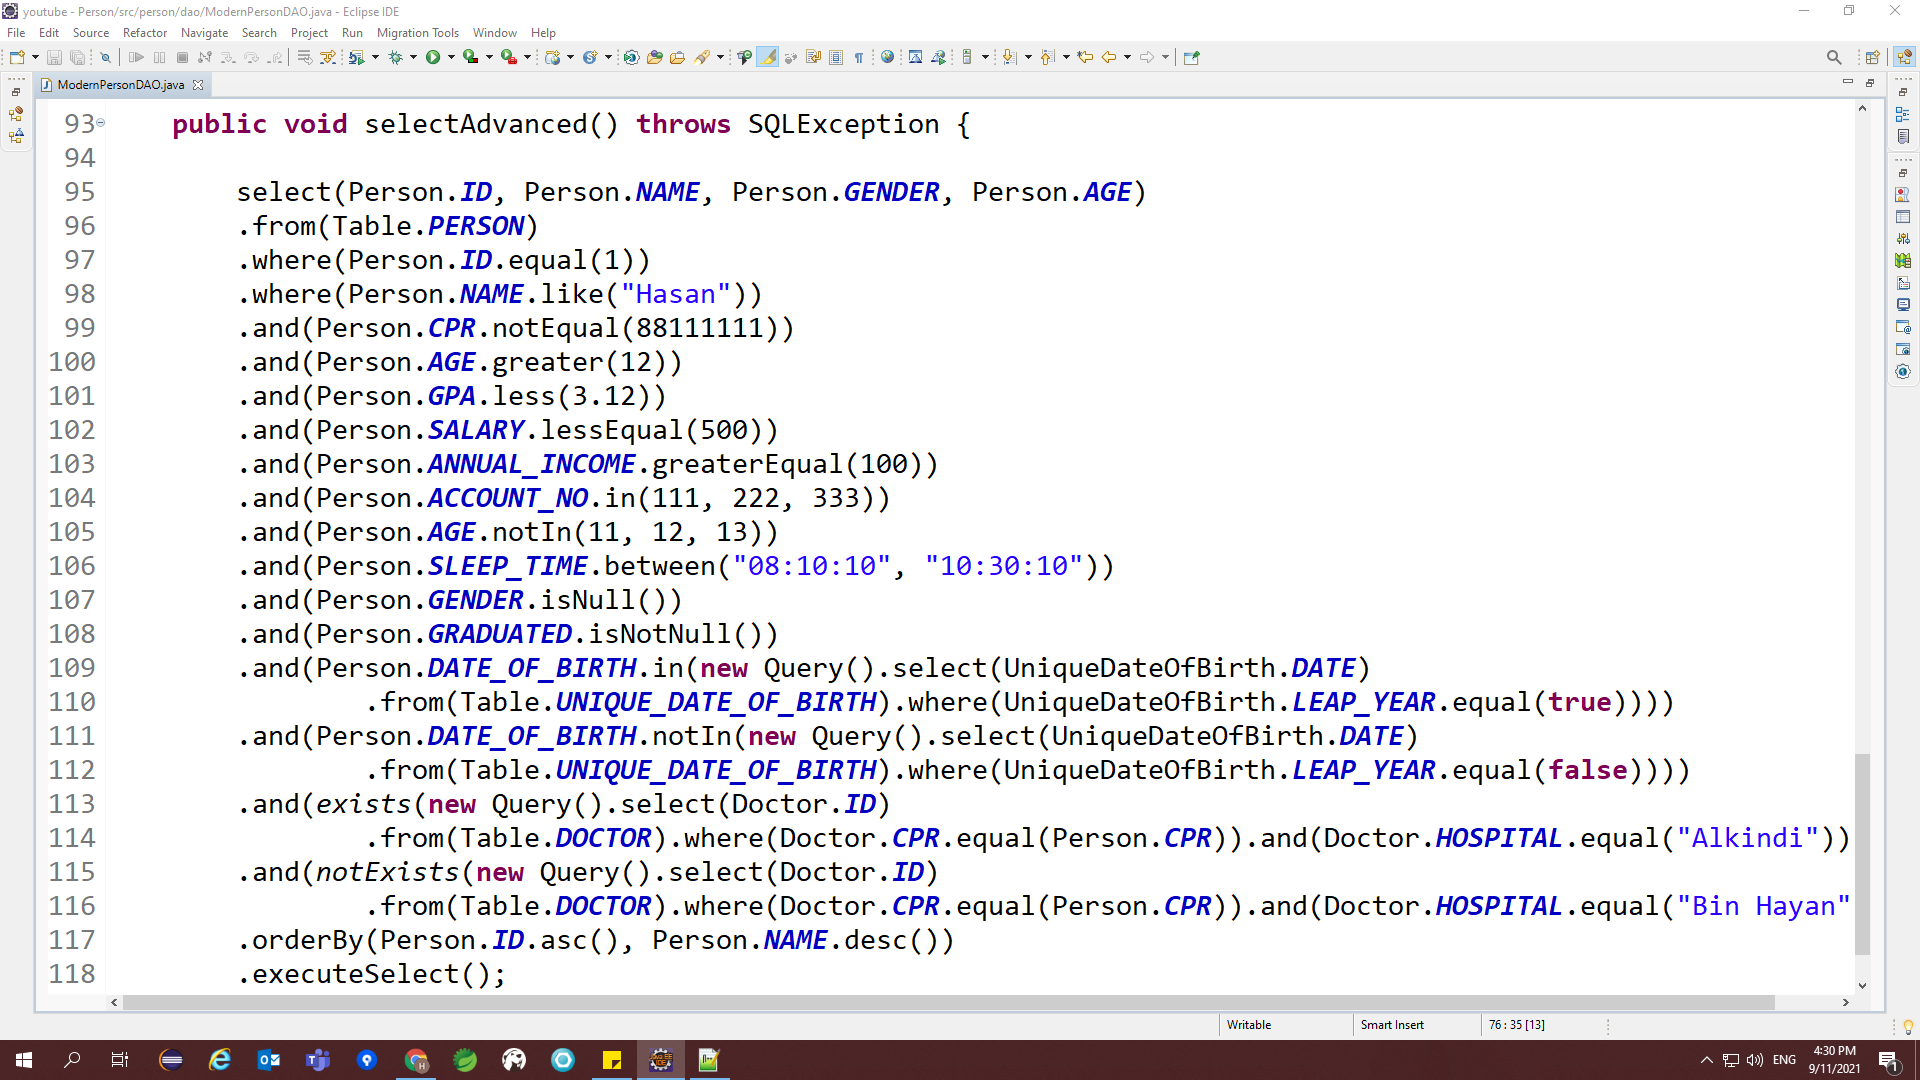 youtube - Person/src/person/dao/ModernPersonDAO.java - Eclipse IDE
File Edit Source Refactor Navigate Search Project Run Migration Tools Window Help
ModernPersonDAO.java
93 public void selectAdvanced() throws SQLException {
94
95 select(Person.ID, Person.NAME, Person.GENDER, Person.AGE)
96 .from(Table.PERSON)
97 .where(Person.ID.equal(1))
98 .where(Person.NAME.like("Hasan"))
99 .and(Person.CPR.notEqual(88111111))
100 .and(Person.AGE.greater(12))
101 .and(Person.GPA.less(3.12))
102 .and(Person.SALARY.lessEqual(500))
103 .and(Person.ANNUAL_INCOME.greaterEqual(100))
104 .and(Person.ACCOUNT_NO.in(111, 222, 333))
105 .and(Person.AGE.notIn(11, 12, 13))
106 .and(Person.SLEEP_TIME.between("08:10:10", "10:30:10"))
107 .and(Person.GENDER.isNull())
108 .and(Person.GRADUATED.isNotNull())
109 .and(Person.DATE_OF_BIRTH.in(new Query().select(UniqueDateOfBirth.DATE)
110 .from(Table.UNIQUE_DATE_OF_BIRTH).where(UniqueDateOfBirth.LEAP_YEAR.equal(true))))
111 .and(Person.DATE_OF_BIRTH.notIn(new Query().select(UniqueDateOfBirth.DATE)
112 .from(Table.UNIQUE_DATE_OF_BIRTH).where(UniqueDateOfBirth.LEAP_YEAR.equal(false))))
113 .and(exists(new Query().select(Doctor.ID)
114 .from(Table.DOCTOR).where(Doctor.CPR.equal(Person.CPR)).and(Doctor.HOSPITAL.equal("Alkindi"))
115 .and(notExists(new Query().select(Doctor.ID)
116 .from(Table.DOCTOR).where(Doctor.CPR.equal(Person.CPR)).and(Doctor.HOSPITAL.equal("Bin Hayan"
117 .orderBy(Person.ID.asc(), Person.NAME.desc())
118 .executeSelect();
Writable Smart Insert 76 : 35 [13]
ENG
4:30 PM
9/11/2021
1